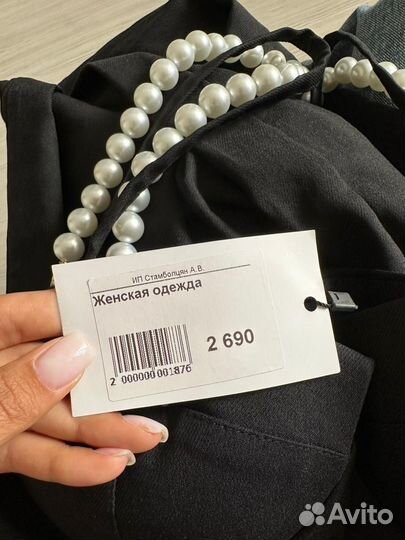 ИП Стамболцян А.В.
Женская одежда
2 690
2 000000 001876
Avito